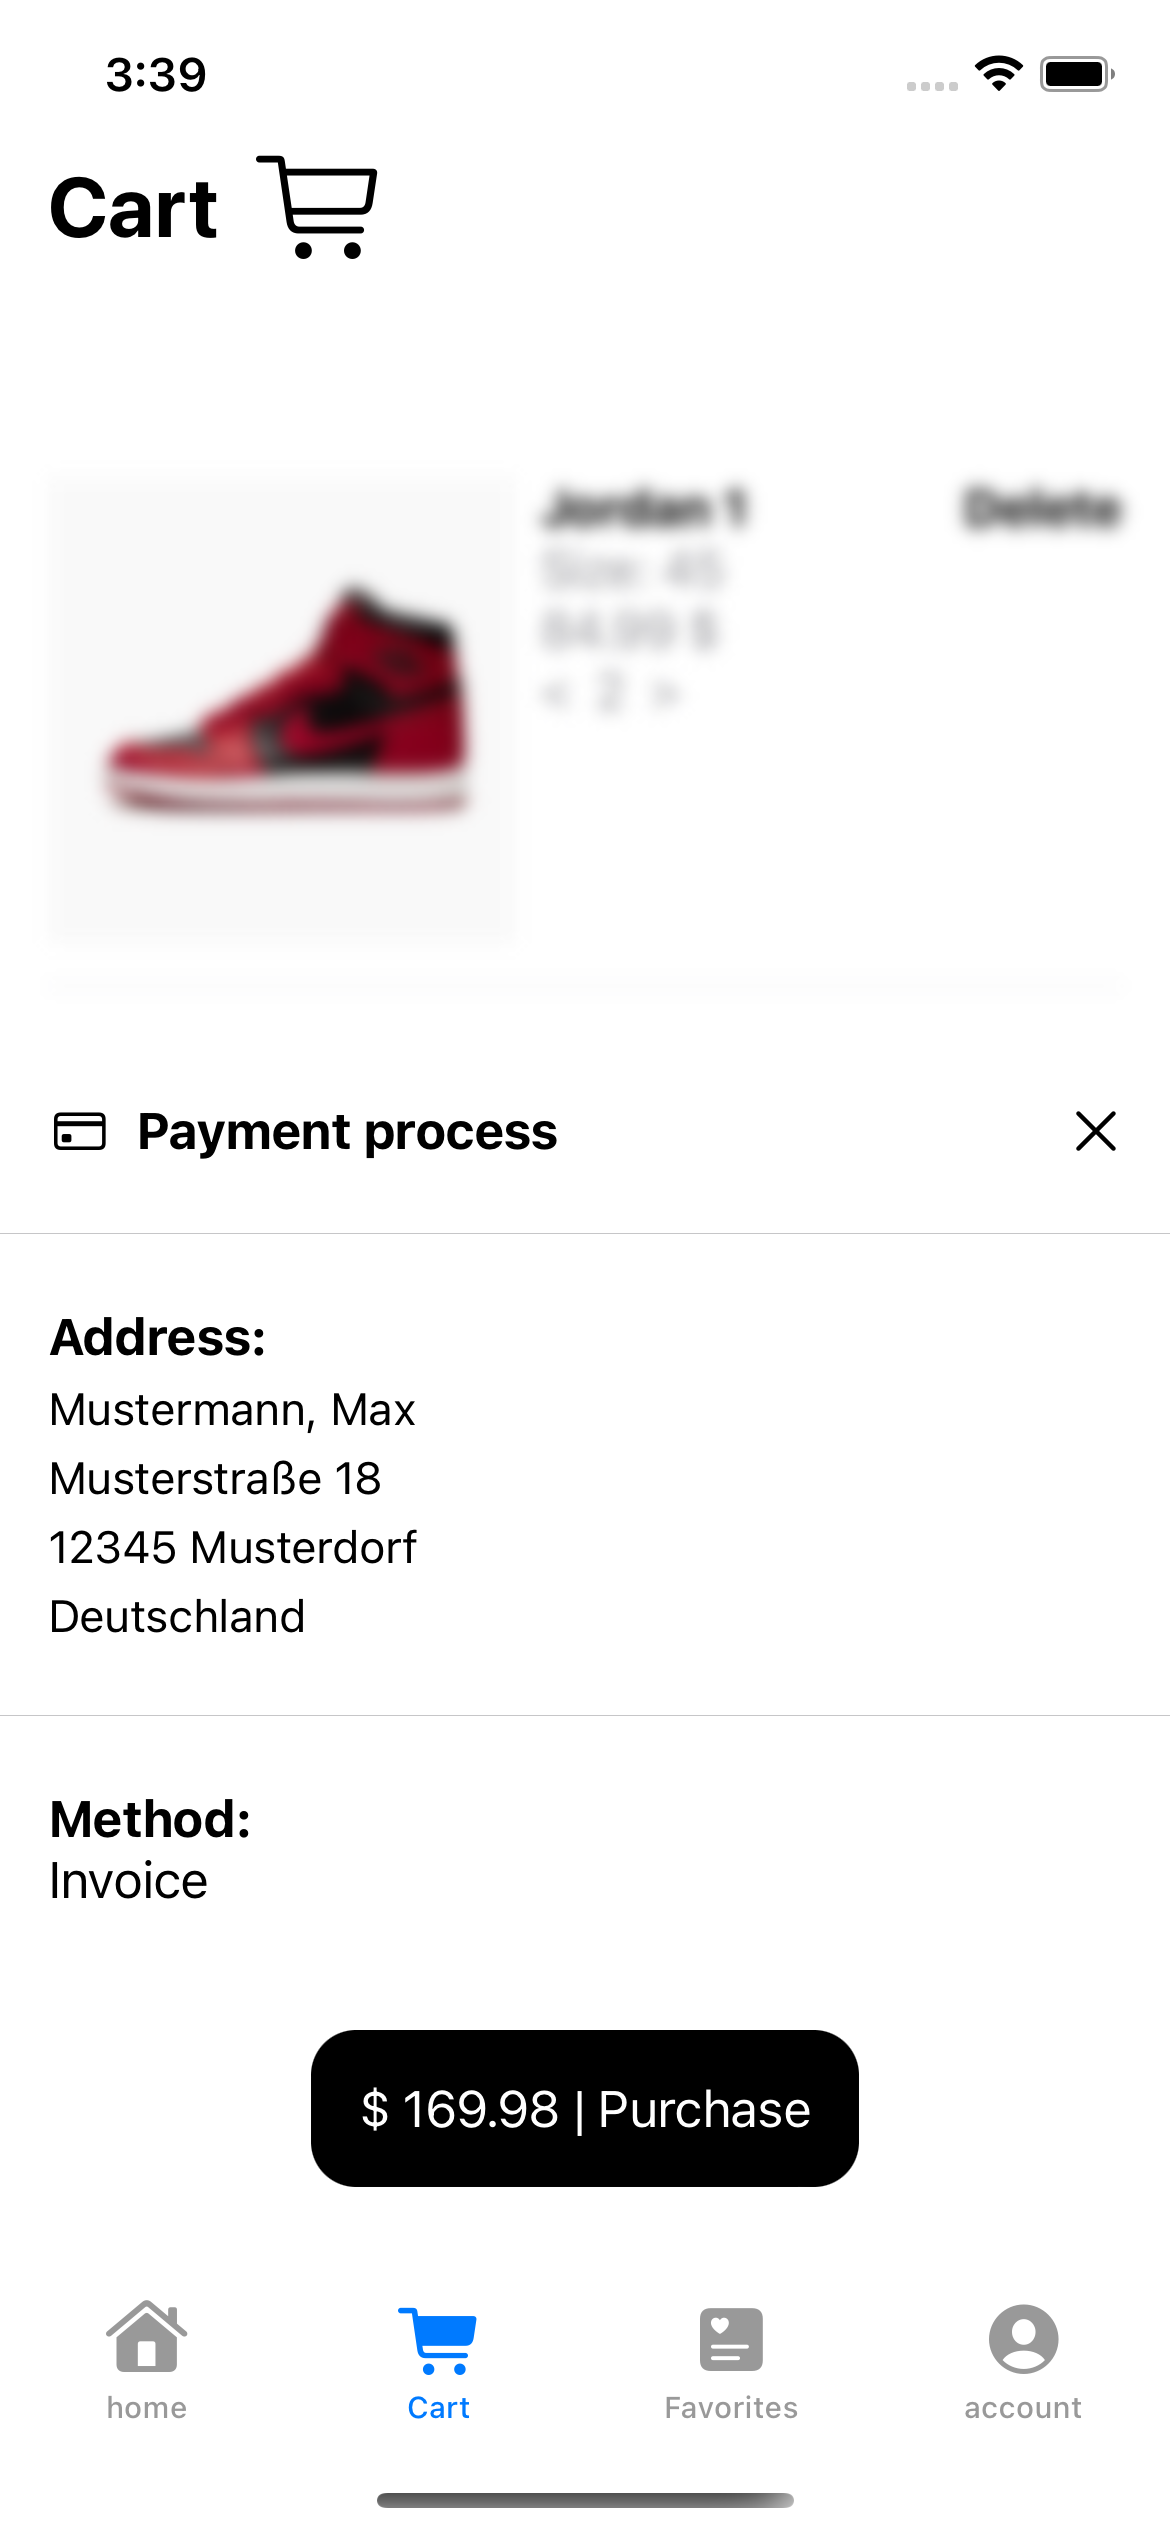 3:39
Cart
Jordan 1
Delete
Size: 45
84.99 $
< 2 >
Payment process
Address:
Mustermann, Max
Musterstraße 18
12345 Musterdorf
Deutschland
Method:
Invoice
$ 169.98 | Purchase
home
Cart
Favorites
account